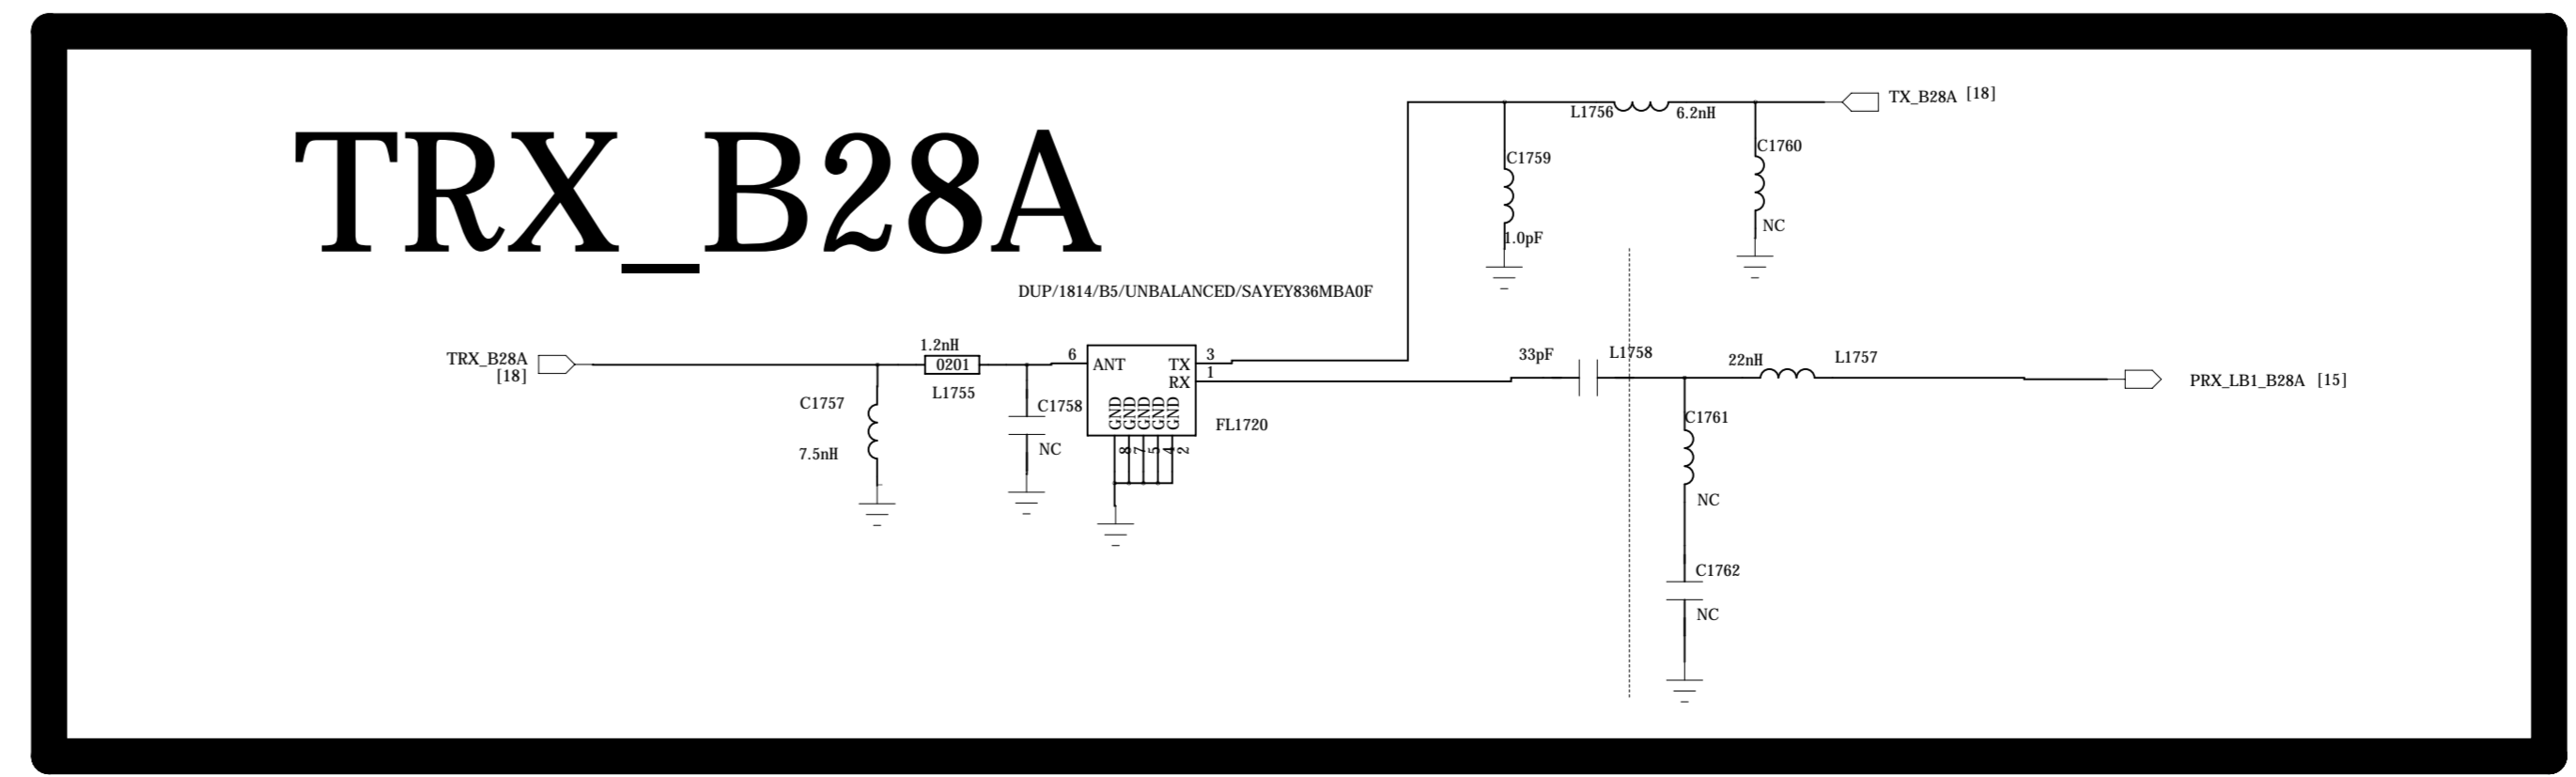 TX_B28A [18]
L1756 6.2nH
C1760
C1759
TRX_B28A
NC
1.0pF
DUP/1814/B5/UNBALANCED/SAYEY836MBA0F
1.2nH
TRX_B28A
[18]
0201
6
ANT
TX
3
RX
1
33pF
L1758
22nH
L1757
PRX_LB1_B28A [15]
L1755
C1757
C1758
GND
GND
GND
GND
GND
FL1720
C1761
7.5nH
NC
8
7
5
4
2
NC
C1762
NC